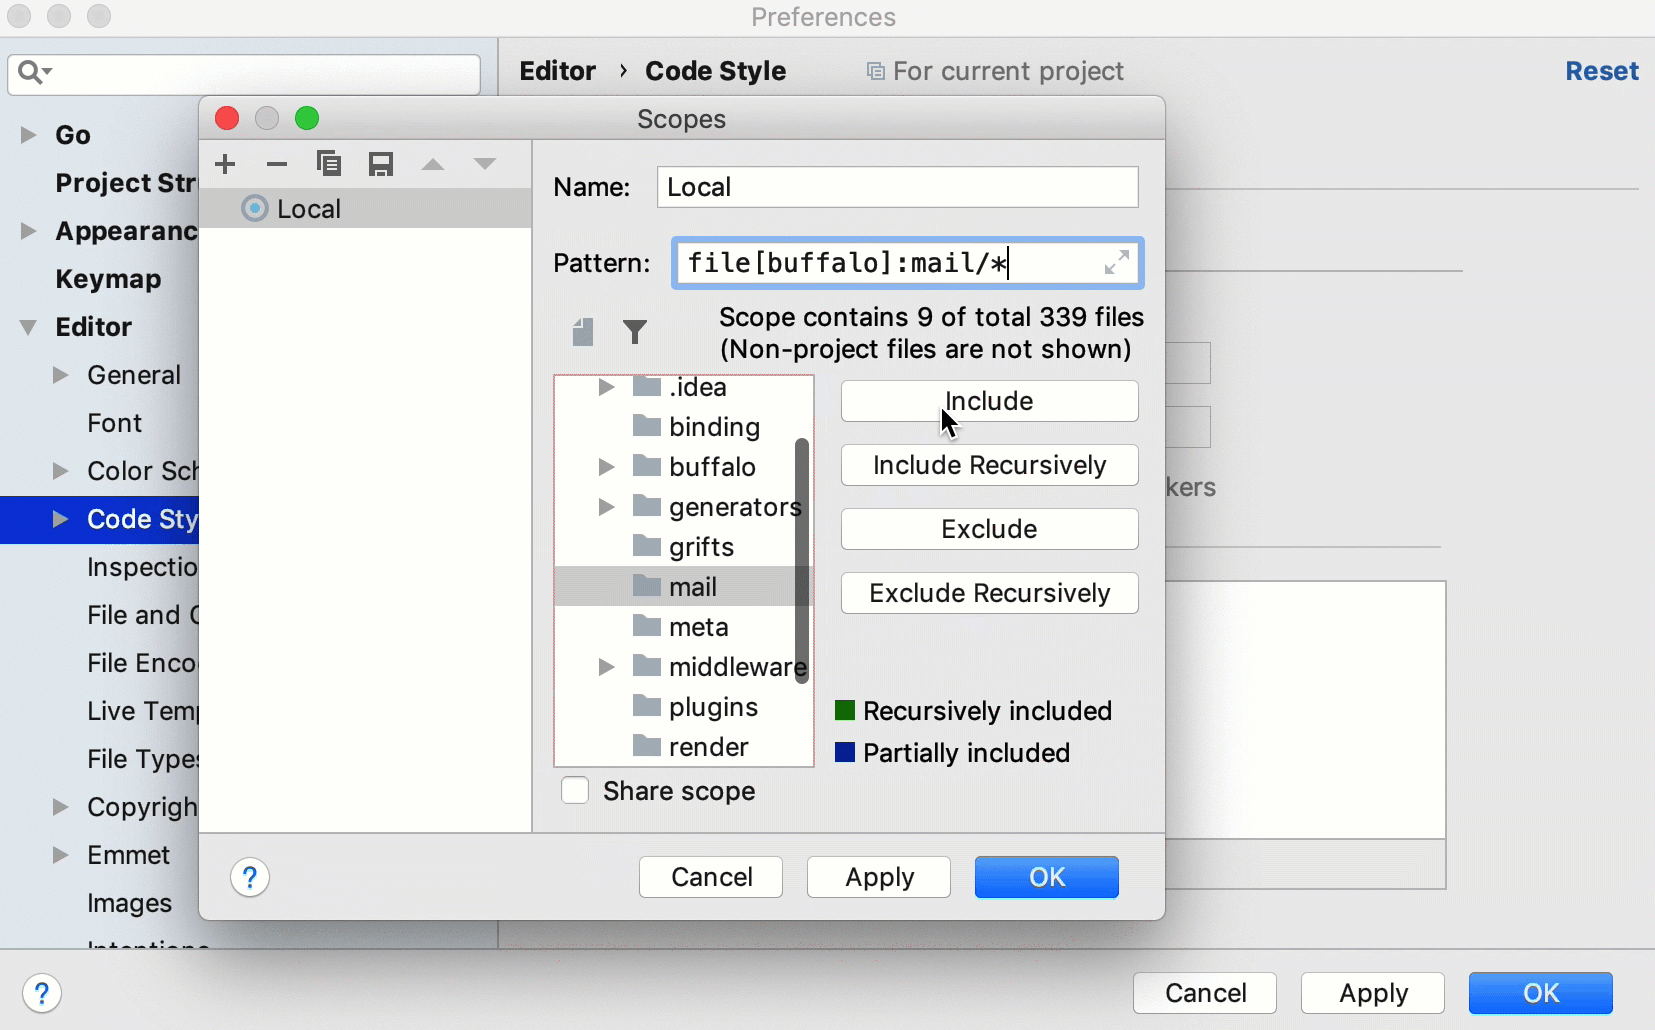 Preferences
Editor › Code Style
For current project
Reset
Go
Project Str
Appearanc
Keymap
Editor
General
Font
Color Sch
Code Sty
Inspectio
File and C
File Enco
Live Temp
File Types
Copyrigh
Emmet
Images
Intentions
Scopes
Local
Name: Local
Pattern: file[buffalo]:mail/*
Scope contains 9 of total 339 files
(Non-project files are not shown)
.idea
binding
buffalo
generators
grifts
mail
meta
middleware
plugins
render
Include
Include Recursively
Exclude
Exclude Recursively
Recursively included
Partially included
Share scope
? Cancel Apply OK
kers
? Cancel Apply OK